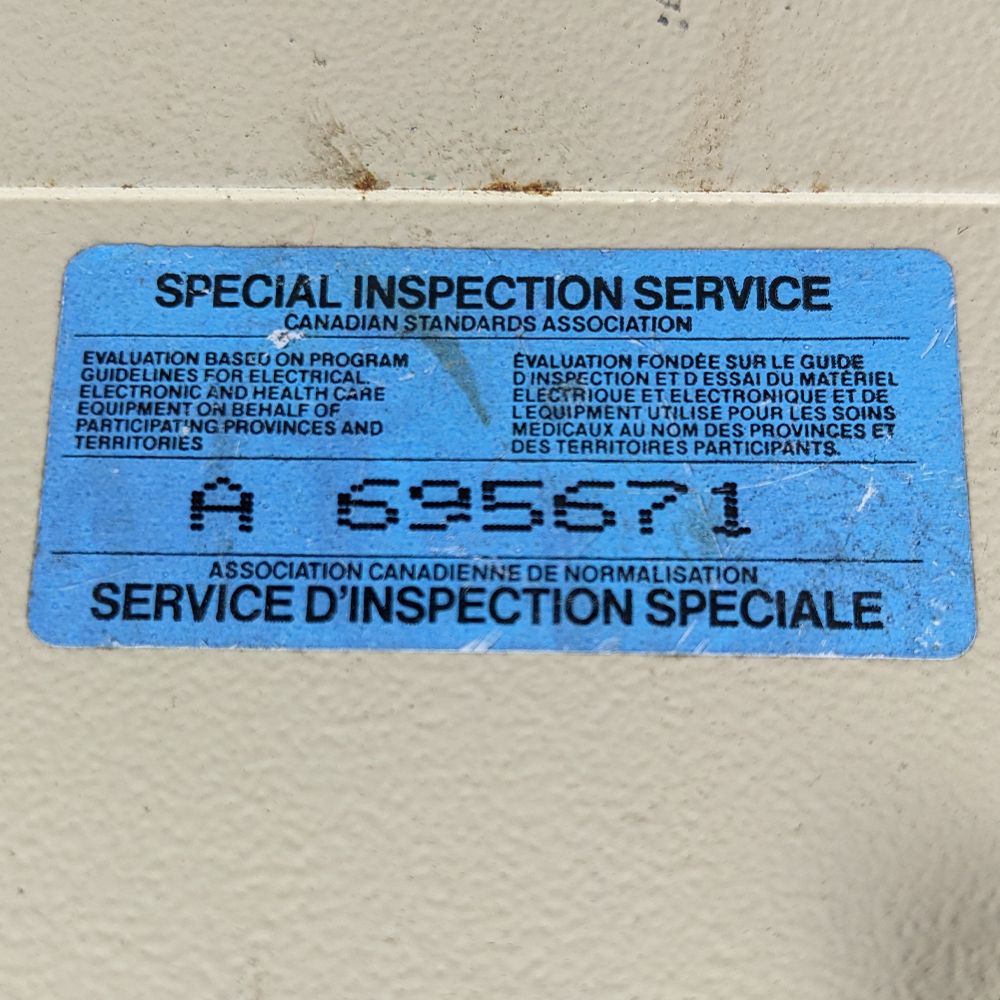 SPECIAL INSPECTION SERVICE
CANADIAN STANDARDS ASSOCIATION
EVALUATION BASED ON PROGRAM
GUIDELINES FOR ELECTRICAL,
ELECTRONIC AND HEALTH CARE
EQUIPMENT ON BEHALF OF
PARTICIPATING PROVINCES AND
TERRITORIES
ÉVALUATION FONDÉE SUR LE GUIDE
D'INSPECTION ET D'ESSAI DU MATÉRIEL
ELECTRIQUE ET ELECTRONIQUE ET DE
L'EQUIPMENT UTILISE POUR LES SOINS
MEDICAUX AU NOM DES PROVINCES ET
DES TERRITOIRES PARTICIPANTS.
A 695671
ASSOCIATION CANADIENNE DE NORMALISATION
SERVICE D'INSPECTION SPECIALE